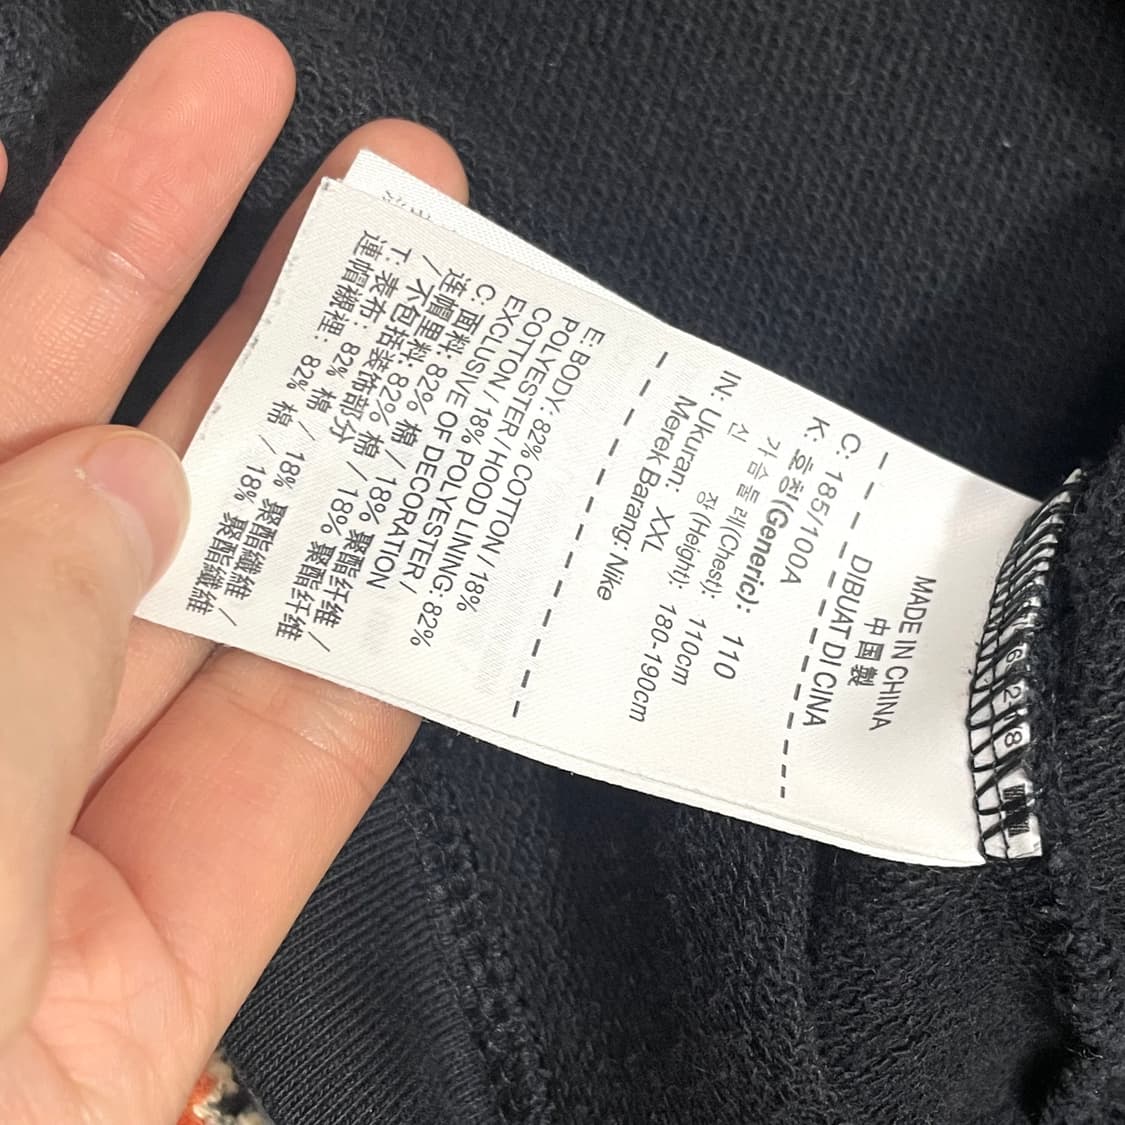 MADE IN CHINA
中国製
DIBUAT DI CINA
C: 185/100A
K: 호칭(Generic): 110
가슴둘레(Chest): 110cm
신 장(Height): 180-190cm
IN: Ukuran: XXL
Merek Barang: Nike
E: BODY: 82% COTTON / 18%
POLYESTER / HOOD LINING: 82%
COTTON / 18% POLYESTER /
EXCLUSIVE OF DECORATION
C: 面料: 82% 棉 / 18% 聚酯纤维 /
连帽里料: 82% 棉 / 18% 聚酯纤维
/ 不包括装饰部分
T: 表布: 82% 棉 / 18% 聚酯纖維 /
連帽襯裡: 82% 棉 / 18% 聚酯纖維